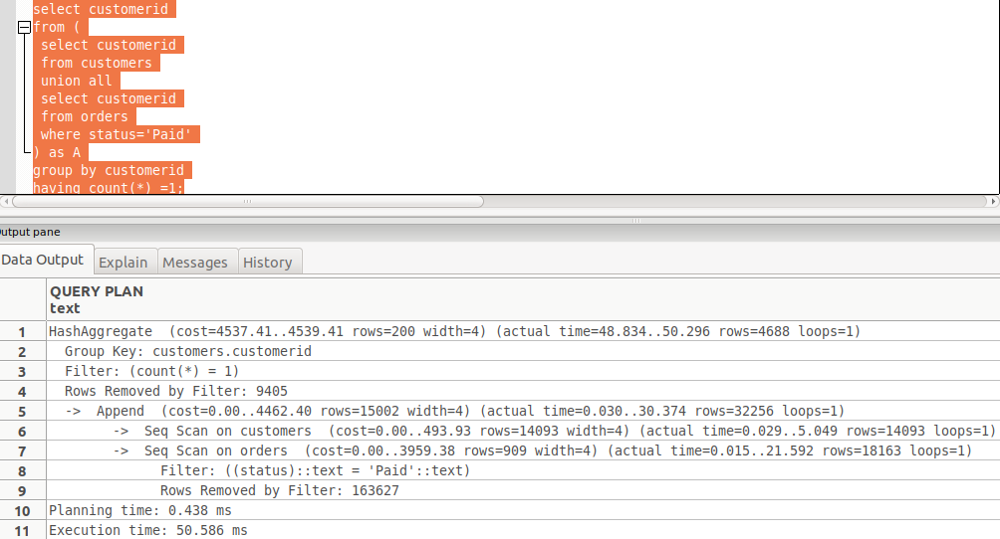 select customerid
from (
select customerid
from customers
union all
select customerid
from orders
where status='Paid'
) as A
group by customerid
having count(*) =1;
utput pane
Data Output Explain Messages History
QUERY PLAN
text
1 HashAggregate (cost=4537.41..4539.41 rows=200 width=4) (actual time=48.834..50.296 rows=4688 loops=1)
2 Group Key: customers.customerid
3 Filter: (count(*) = 1)
4 Rows Removed by Filter: 9405
5 -> Append (cost=0.00..4462.40 rows=15002 width=4) (actual time=0.030..30.374 rows=32256 loops=1)
6 -> Seq Scan on customers (cost=0.00..493.93 rows=14093 width=4) (actual time=0.029..5.049 rows=14093 loops=1)
7 -> Seq Scan on orders (cost=0.00..3959.38 rows=909 width=4) (actual time=0.015..21.592 rows=18163 loops=1)
8 Filter: ((status)::text = 'Paid'::text)
9 Rows Removed by Filter: 163627
10 Planning time: 0.438 ms
11 Execution time: 50.586 ms